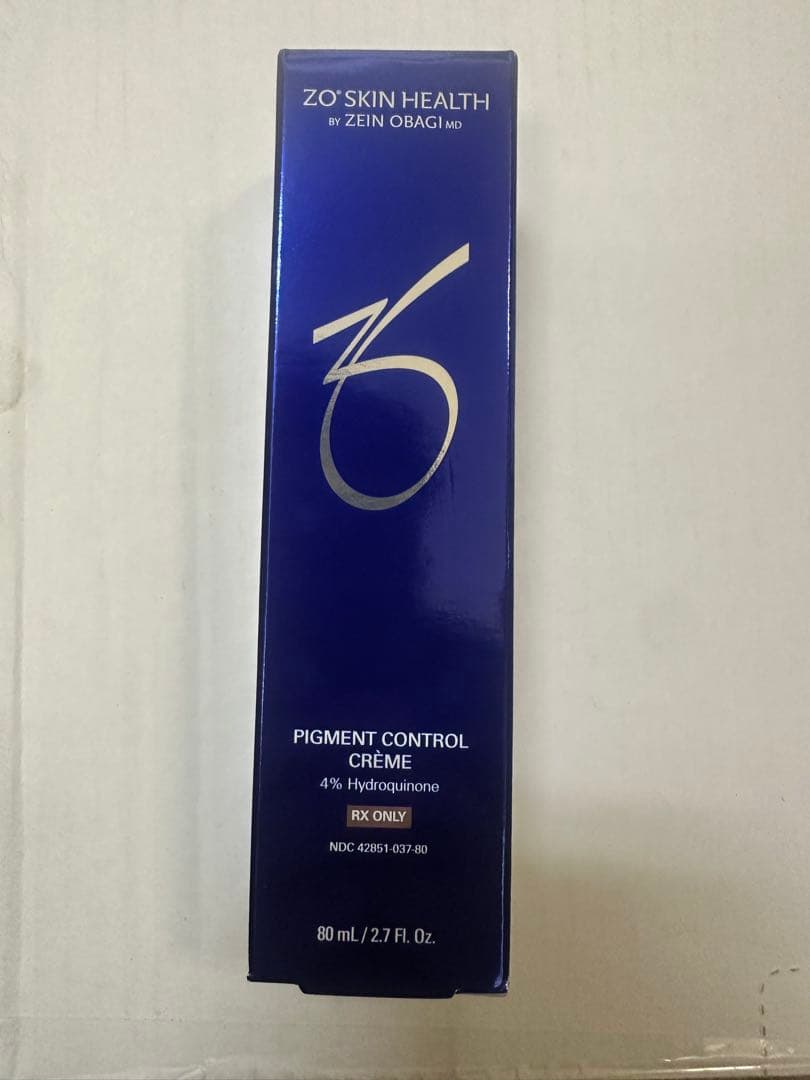 ZO® SKIN HEALTH
BY ZEIN OBAGI MD
ZO
PIGMENT CONTROL
CRÈME
4% Hydroquinone
RX ONLY
NDC 42851-037-80
80 mL / 2.7 Fl. Oz.